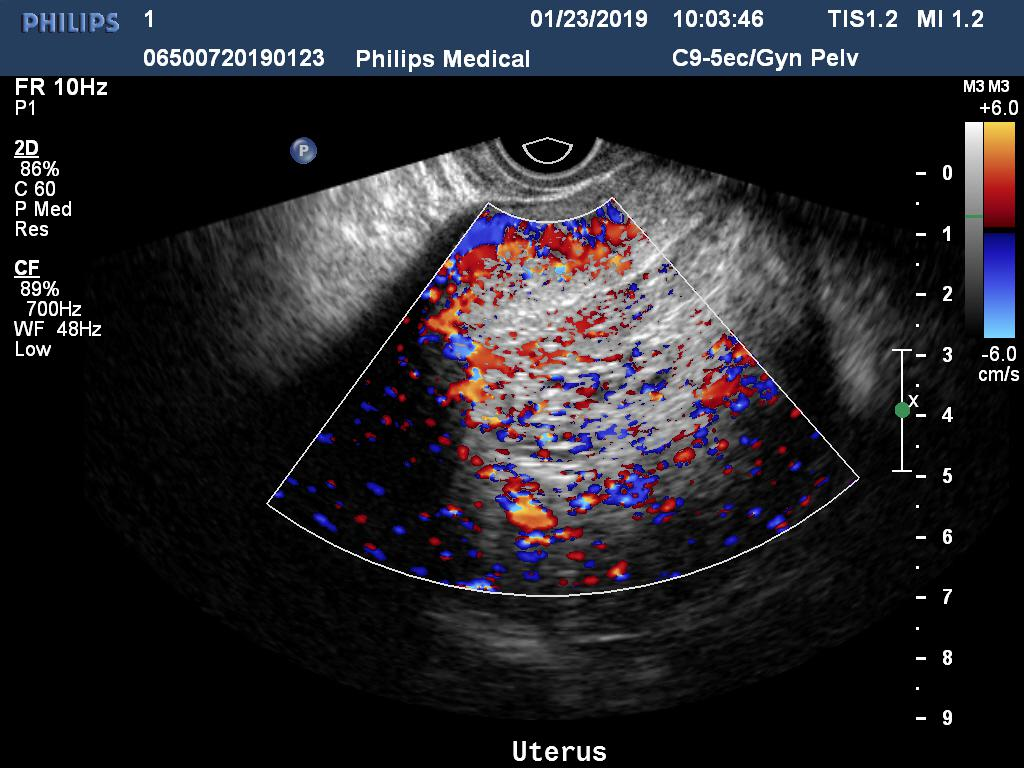 PHILIPS 1 01/23/2019 10:03:46 TIS1.2 MI 1.2
06500720190123 Philips Medical C9-5ec/Gyn Pelv
FR 10Hz
P1
M3 M3
+6.0
P
2D
86%
C 60
P Med
Res
CF
89%
700Hz
WF 48Hz
Low
0
1
2
3
4
5
6
7
8
9
-6.0
cm/s
x
Uterus